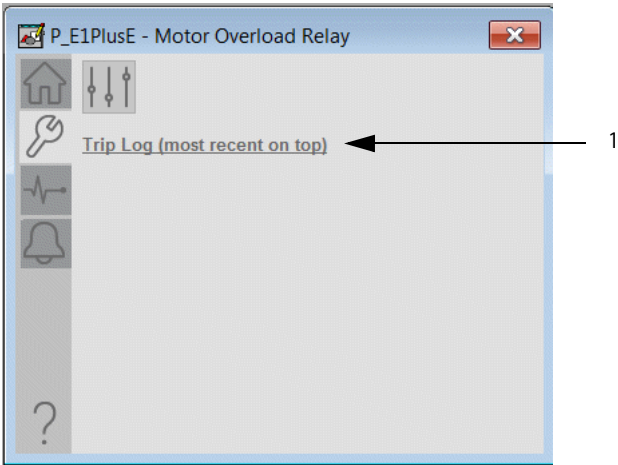 P_E1PlusE - Motor Overload Relay
Trip Log (most recent on top)
1
?